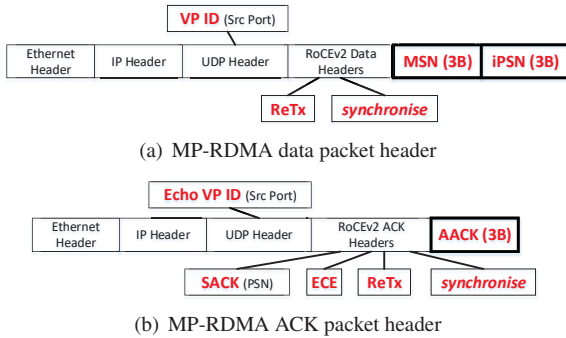 VP ID (Src Port)
Ethernet Header
IP Header
UDP Header
RoCEv2 Data Headers
MSN (3B)
iPSN (3B)
ReTx
synchronise
(a) MP-RDMA data packet header
Echo VP ID (Src Port)
Ethernet Header
IP Header
UDP Header
RoCEv2 ACK Headers
AACK (3B)
SACK (PSN)
ECE
ReTx
synchronise
(b) MP-RDMA ACK packet header